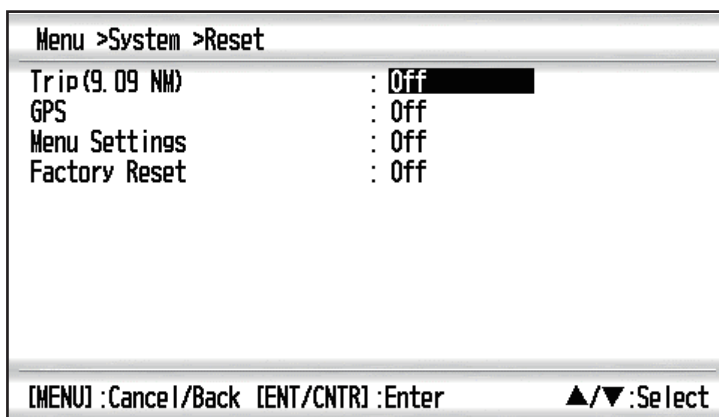 Menu >System >Reset
Trip(9.09 NM) : Off
GPS : Off
Menu Settings : Off
Factory Reset : Off
[MENU]:Cancel/Back [ENT/CNTR]:Enter ▲/▼:Select